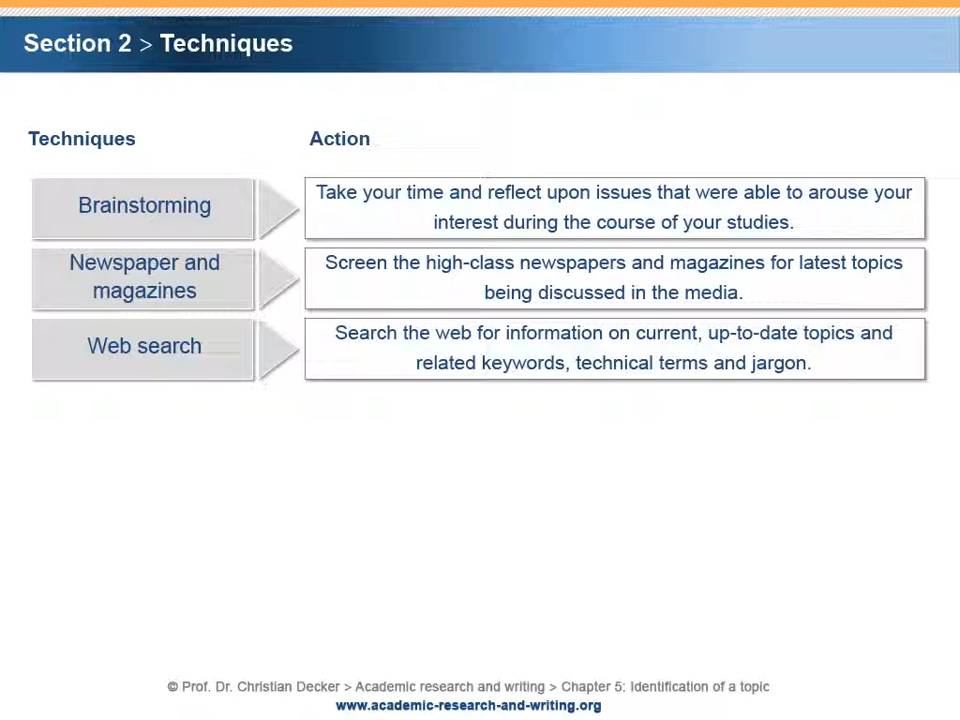 Section 2 > Techniques
Techniques
Action
Brainstorming
Take your time and reflect upon issues that were able to arouse your
interest during the course of your studies.
Newspaper and
magazines
Screen the high-class newspapers and magazines for latest topics
being discussed in the media.
Web search
Search the web for information on current, up-to-date topics and
related keywords, technical terms and jargon.
© Prof. Dr. Christian Decker > Academic research and writing > Chapter 5: Identification of a topic
www.academic-research-and-writing.org